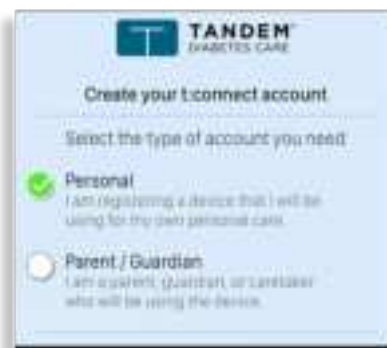 TANDEM
DIABETES CARE
Create your t:connect account
Select the type of account you need
Personal
I am registering a device that I will be
using for my own personal care.
Parent / Guardian
I am a parent, guardian, or caretaker
who will be using the device.